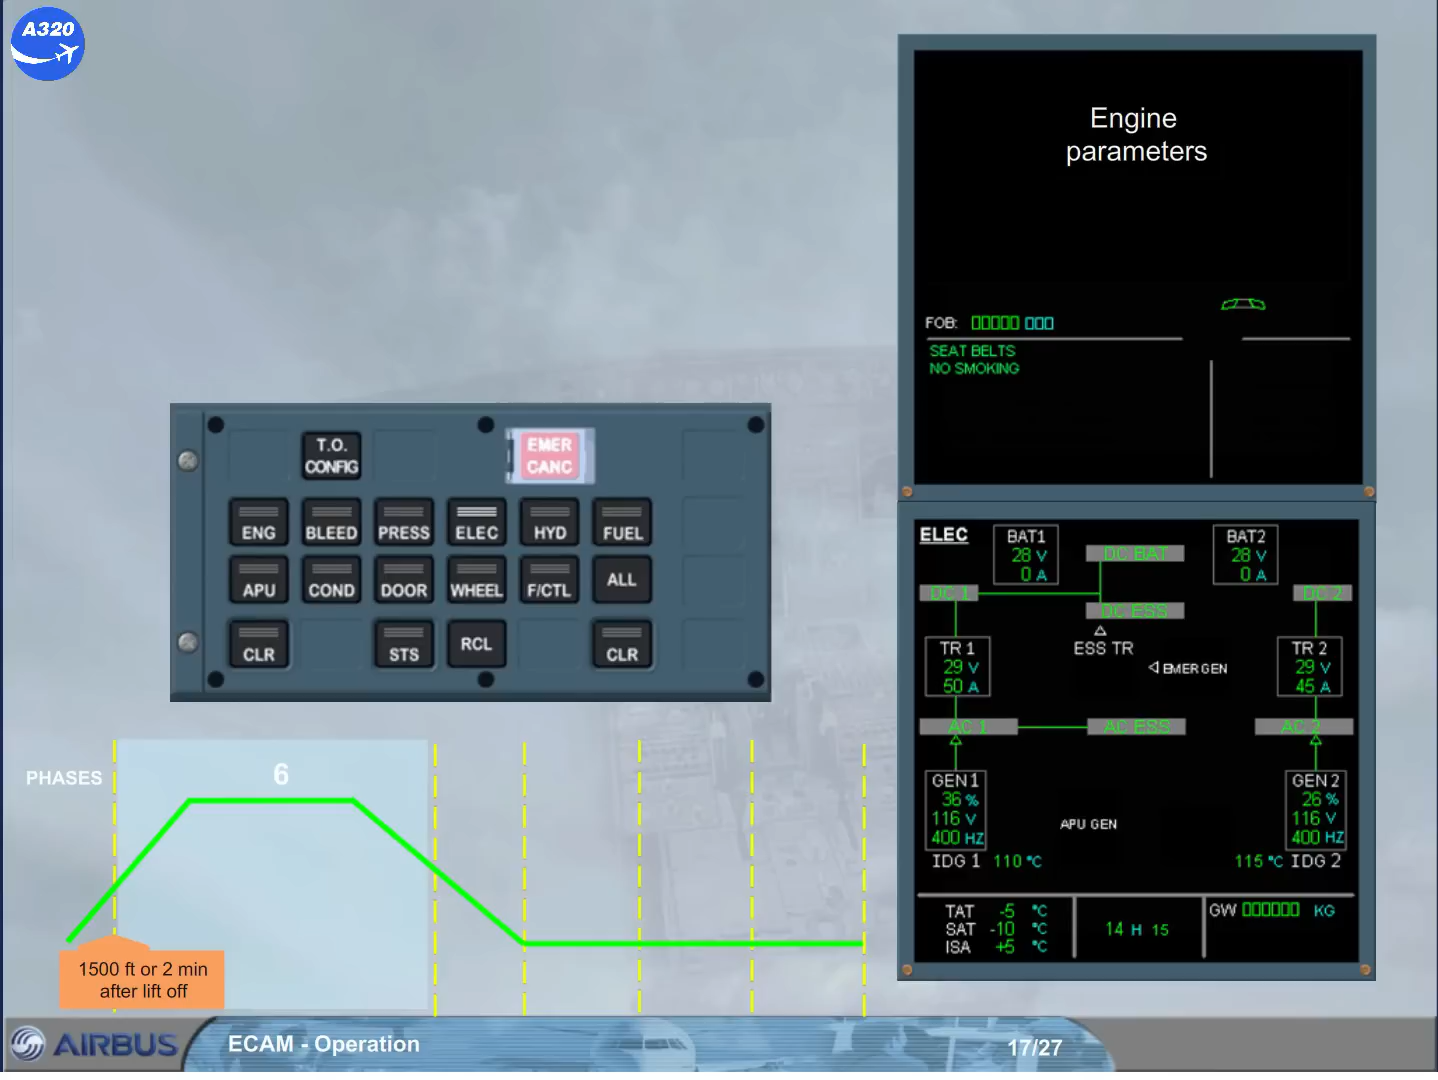 A320
Engine
parameters
FOB:
SEAT BELTS
NO SMOKING
T.O.
CONFIG
EMER
CANC
ENG
BLEED
PRESS
ELEC
HYD
FUEL
APU
COND
DOOR
WHEEL
F/CTL
ALL
CLR
STS
RCL
CLR
ELEC
BAT1
28 V
0 A
DC BAT
BAT2
28 V
0 A
DC 1
DC ESS
DC 2
ESS TR
TR 1
29 V
50 A
EMER GEN
TR 2
29 V
45 A
AC 1
AC ESS
AC 2
GEN 1
36 %
116 V
400 HZ
IDG 1 110 °C
APU GEN
GEN 2
26 %
116 V
400 HZ
115 °C IDG 2
TAT -5 °C
SAT -10 °C
ISA +5 °C
14 H 15
GW KG
PHASES
6
1500 ft or 2 min
after lift off
AIRBUS
ECAM - Operation
17/27